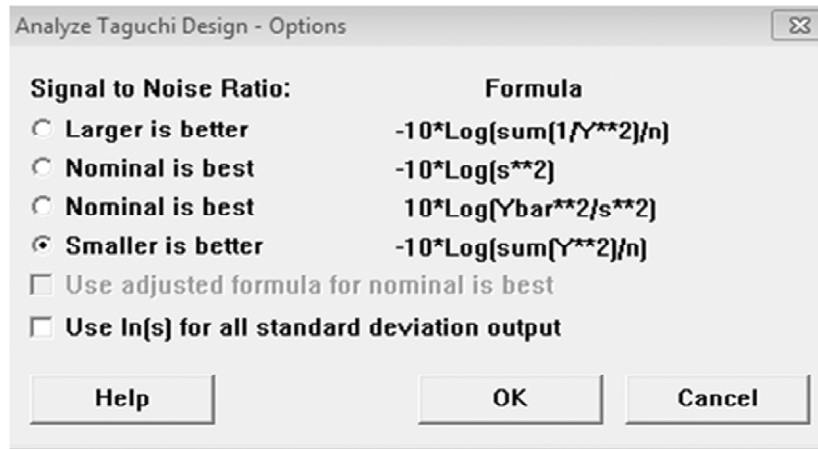 Analyze Taguchi Design - Options
Signal to Noise Ratio: Formula
Larger is better -10*Log(sum(1/Y**2)/n)
Nominal is best -10*Log(s**2)
Nominal is best 10*Log(Ybar**2/s**2)
Smaller is better -10*Log(sum(Y**2)/n)
Use adjusted formula for nominal is best
Use ln(s) for all standard deviation output
Help OK Cancel